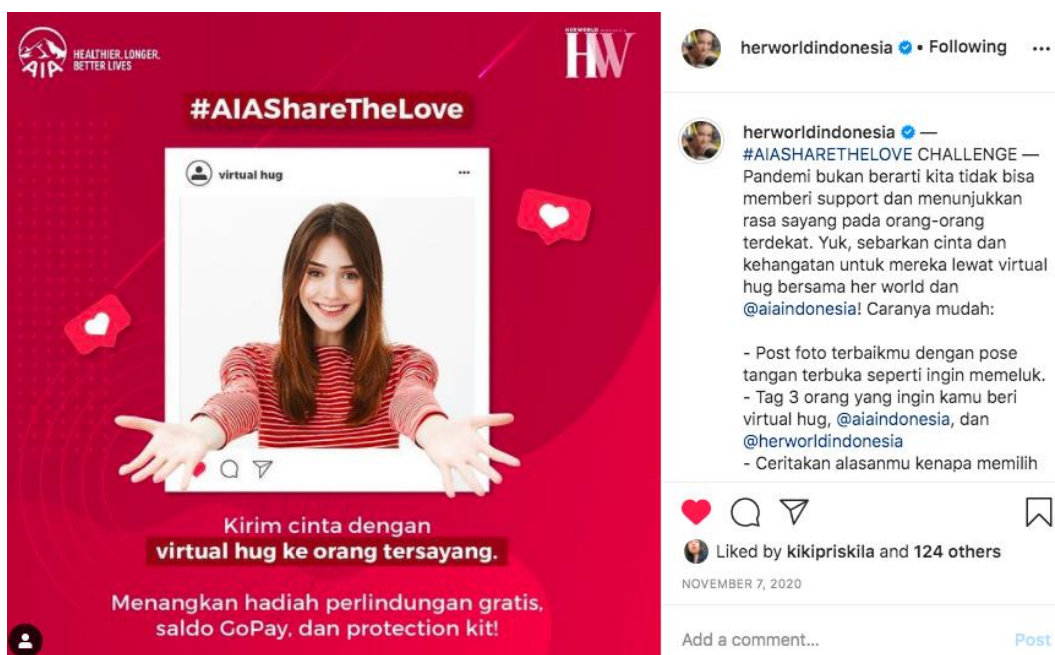 AIA
HEALTHIER, LONGER,
BETTER LIVES
HERWORLD
HW
#AIAShareTheLove
virtual hug
Kirim cinta dengan
virtual hug ke orang tersayang.
Menangkan hadiah perlindungan gratis,
saldo GoPay, dan protection kit!
herworldindonesia • Following
herworldindonesia —
#AIASHARETHELOVE CHALLENGE —
Pandemi bukan berarti kita tidak bisa
memberi support dan menunjukkan
rasa sayang pada orang-orang
terdekat. Yuk, sebarkan cinta dan
kehangatan untuk mereka lewat virtual
hug bersama her world dan
@aiaindonesia! Caranya mudah:
- Post foto terbaikmu dengan pose
tangan terbuka seperti ingin memeluk.
- Tag 3 orang yang ingin kamu beri
virtual hug, @aiaindonesia, dan
@herworldindonesia
- Ceritakan alasanmu kenapa memilih
Liked by kikipriskila and 124 others
NOVEMBER 7, 2020
Add a comment...
Post